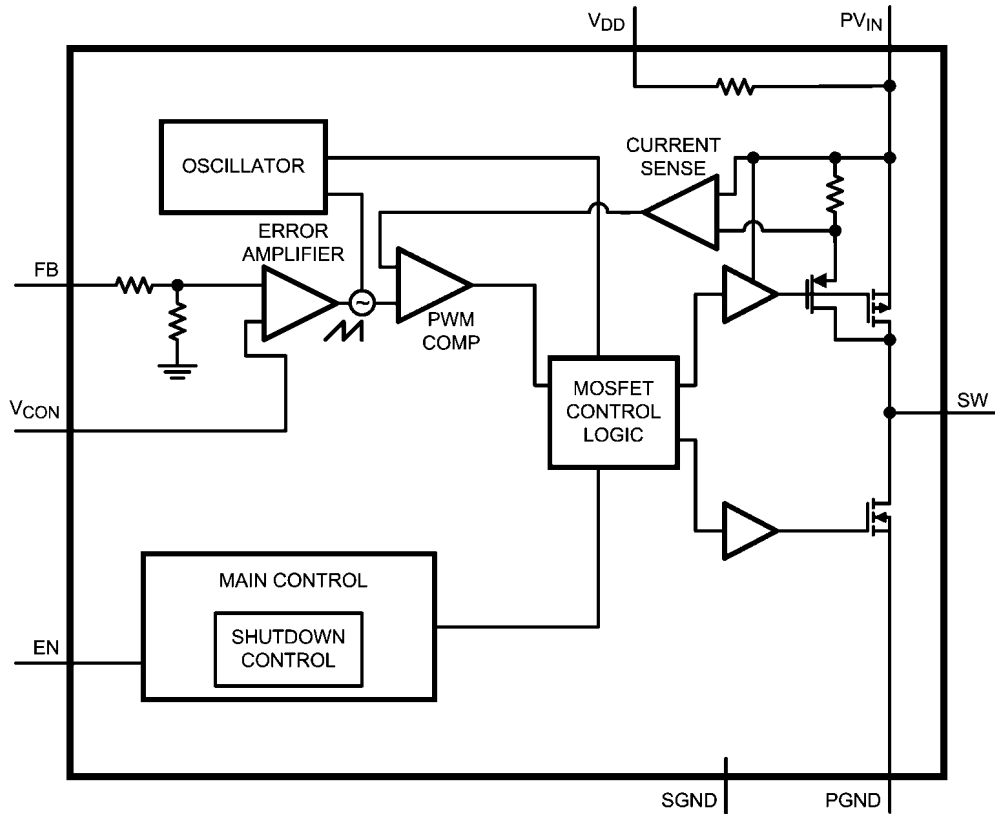 VDD
PVIN
OSCILLATOR
CURRENT
SENSE
ERROR
AMPLIFIER
FB
PWM
COMP
VCON
MOSFET
CONTROL
LOGIC
SW
MAIN CONTROL
SHUTDOWN
CONTROL
EN
SGND
PGND